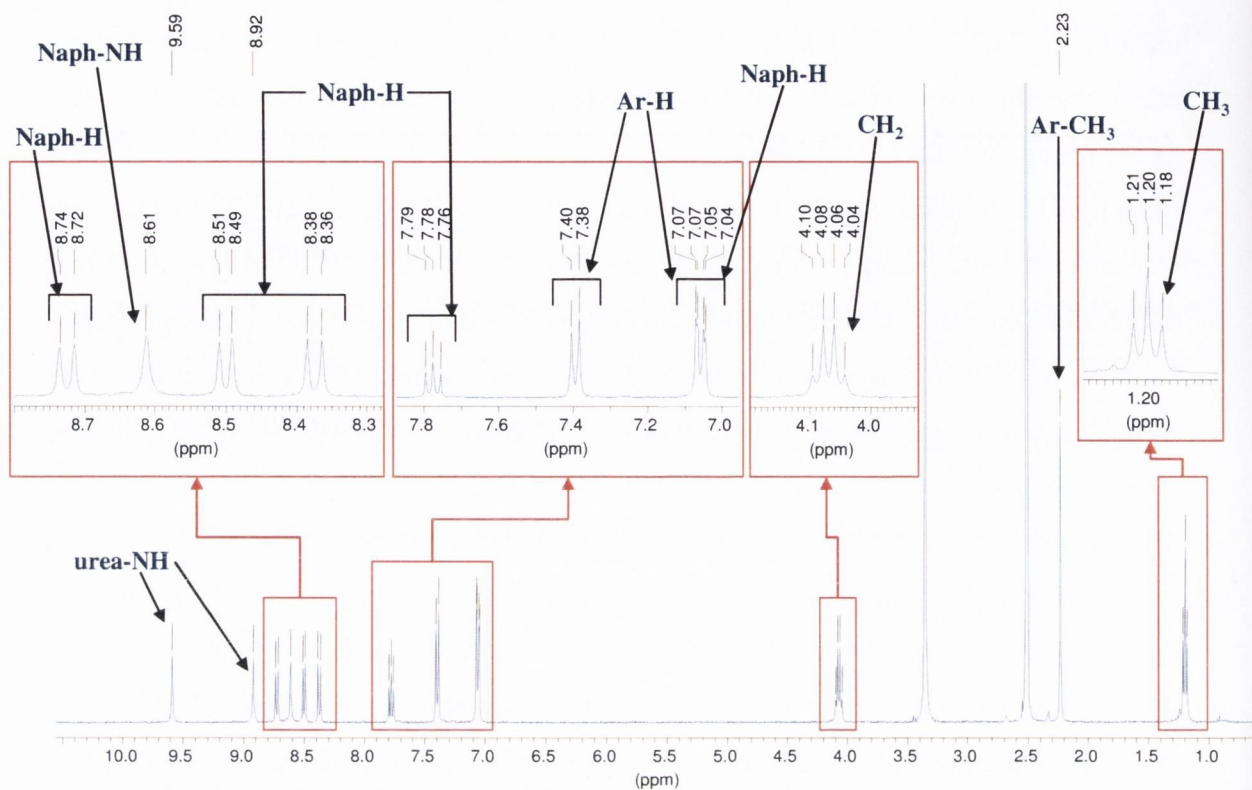 9.59
8.92
2.23
Naph-NH
Naph-H
Naph-H
Ar-H
Naph-H
CH₂
Ar-CH₃
CH₃
8.74
8.72
8.61
8.51
8.49
8.38
8.36
7.79
7.78
7.76
7.40
7.38
7.07
7.07
7.05
7.04
4.10
4.08
4.06
4.04
1.21
1.20
1.18
8.7 8.6 8.5 8.4 8.3
(ppm)
7.8 7.6 7.4 7.2 7.0
(ppm)
4.1 4.0
(ppm)
1.20
(ppm)
urea-NH
10.0 9.5 9.0 8.5 8.0 7.5 7.0 6.5 6.0 5.5 5.0 4.5 4.0 3.5 3.0 2.5 2.0 1.5 1.0
(ppm)